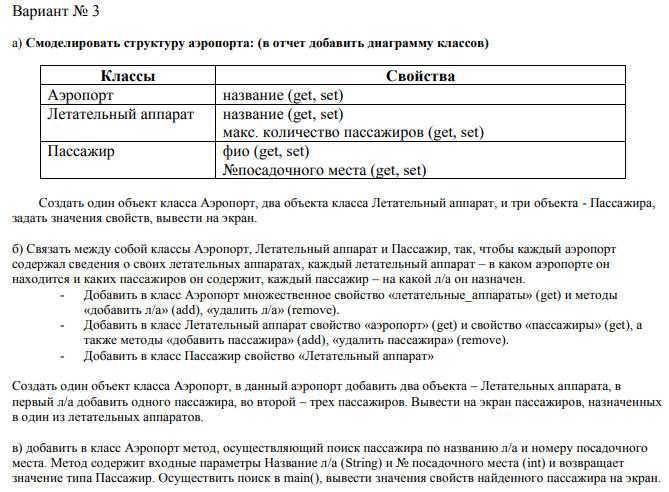 Вариант № 3
а) Смоделировать структуру аэропорта: (в отчет добавить диаграмму классов)
Классы Свойства
Аэропорт название (get, set)
Летательный аппарат название (get, set)
макс. количество пассажиров (get, set)
Пассажир фио (get, set)
№посадочного места (get, set)
Создать один объект класса Аэропорт, два объекта класса Летательный аппарат, и три объекта - Пассажира,
задать значения свойств, вывести на экран.
б) Связать между собой классы Аэропорт, Летательный аппарат и Пассажир, так, чтобы каждый аэропорт
содержал сведения о своих летательных аппаратах, каждый летательный аппарат – в каком аэропорте он
находится и каких пассажиров он содержит, каждый пассажир – на какой л/а он назначен.
- Добавить в класс Аэропорт множественное свойство «летательные_аппараты» (get) и методы
«добавить л/а» (add), «удалить л/а» (remove).
- Добавить в класс Летательный аппарат свойство «аэропорт» (get) и свойство «пассажиры» (get), а
также методы «добавить пассажира» (add), «удалить пассажира» (remove).
- Добавить в класс Пассажир свойство «Летательный аппарат»
Создать один объект класса Аэропорт, в данный аэропорт добавить два объекта – Летательных аппарата, в
первый л/а добавить одного пассажира, во второй – трех пассажиров. Вывести на экран пассажиров, назначенных
в один из летательных аппаратов.
в) добавить в класс Аэропорт метод, осуществляющий поиск пассажира по названию л/а и номеру посадочного
места. Метод содержит входные параметры Название л/а (String) и № посадочного места (int) и возвращает
значение типа Пассажир. Осуществить поиск в main(), вывести значения свойств найденного пассажира на экран.